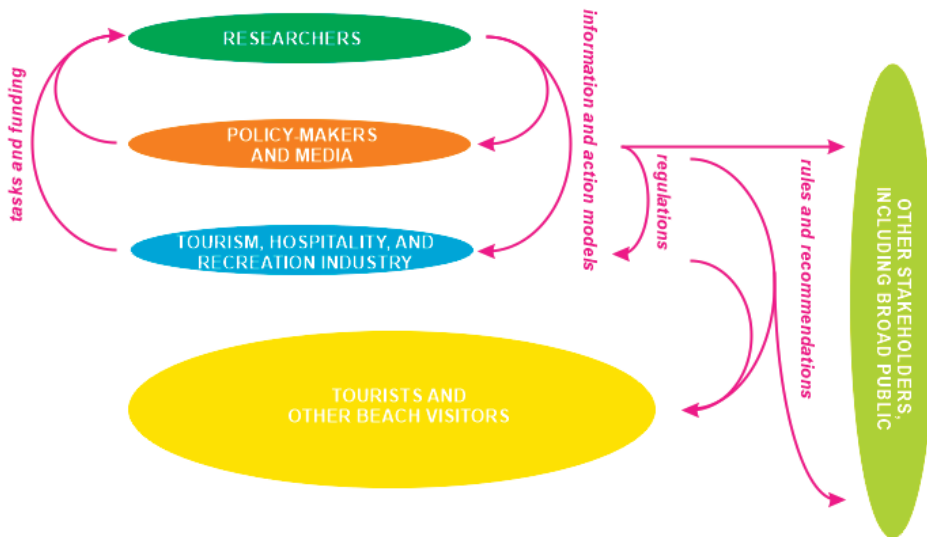 RESEARCHERS
POLICY-MAKERS
AND MEDIA
TOURISM, HOSPITALITY, AND
RECREATION INDUSTRY
TOURISTS AND
OTHER BEACH VISITORS
tasks and funding
information and action models
regulations
rules and recommendations
OTHER STAKEHOLDERS,
INCLUDING BROAD PUBLIC